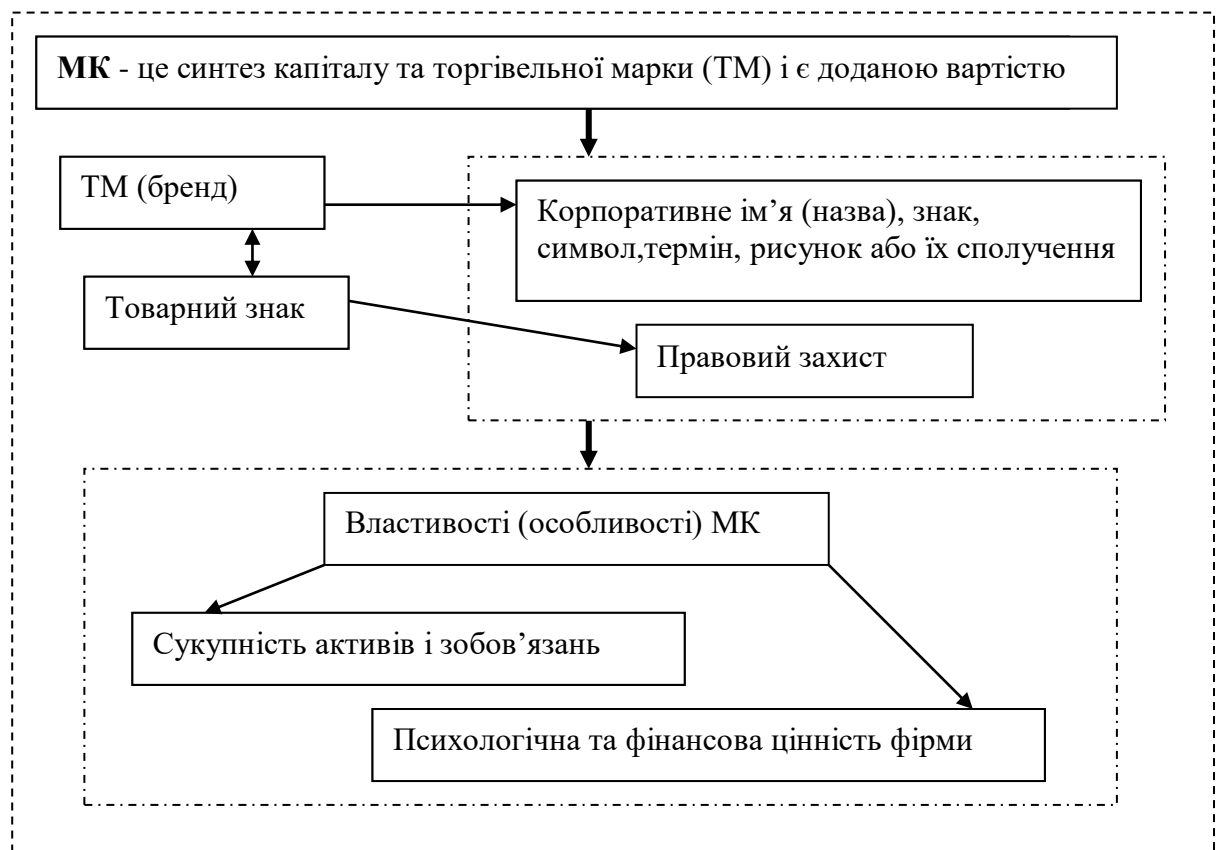 МК - це синтез капіталу та торгівельної марки (ТМ) і є доданою вартістю
ТМ (бренд)
Корпоративне ім’я (назва), знак,
символ,термін, рисунок або їх сполучення
Товарний знак
Правовий захист
Властивості (особливості) МК
Сукупність активів і зобов’язань
Психологічна та фінансова цінність фірми